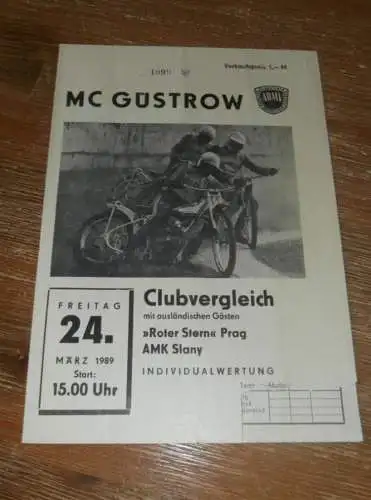 Verkaufspreis 1,– M
MC GÜSTROW
ADMV
Clubvergleich
mit ausländischen Gästen
»Roter Stern« Prag
AMK Slany
INDIVIDUALWERTUNG
FREITAG
24.
MÄRZ 1989
Start:
15.00 Uhr